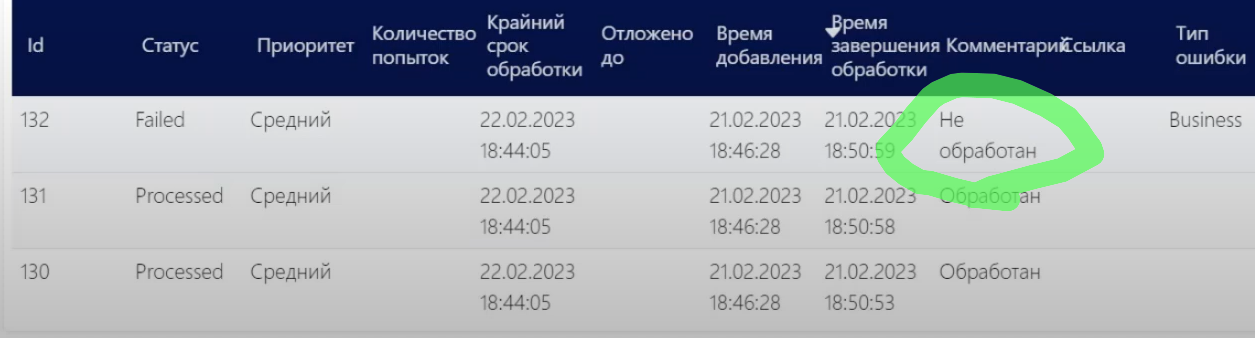 Id Статус Приоритет Количество попыток Крайний срок обработки Отложено до Время добавления Время завершения обработки Комментарий Ссылка Тип ошибки
132 Failed Средний 22.02.2023 18:44:05 21.02.2023 18:46:28 21.02.2023 18:50:59 Не обработан Business
131 Processed Средний 22.02.2023 18:44:05 21.02.2023 18:46:28 21.02.2023 18:50:58 Обработан
130 Processed Средний 22.02.2023 18:44:05 21.02.2023 18:46:28 21.02.2023 18:50:53 Обработан